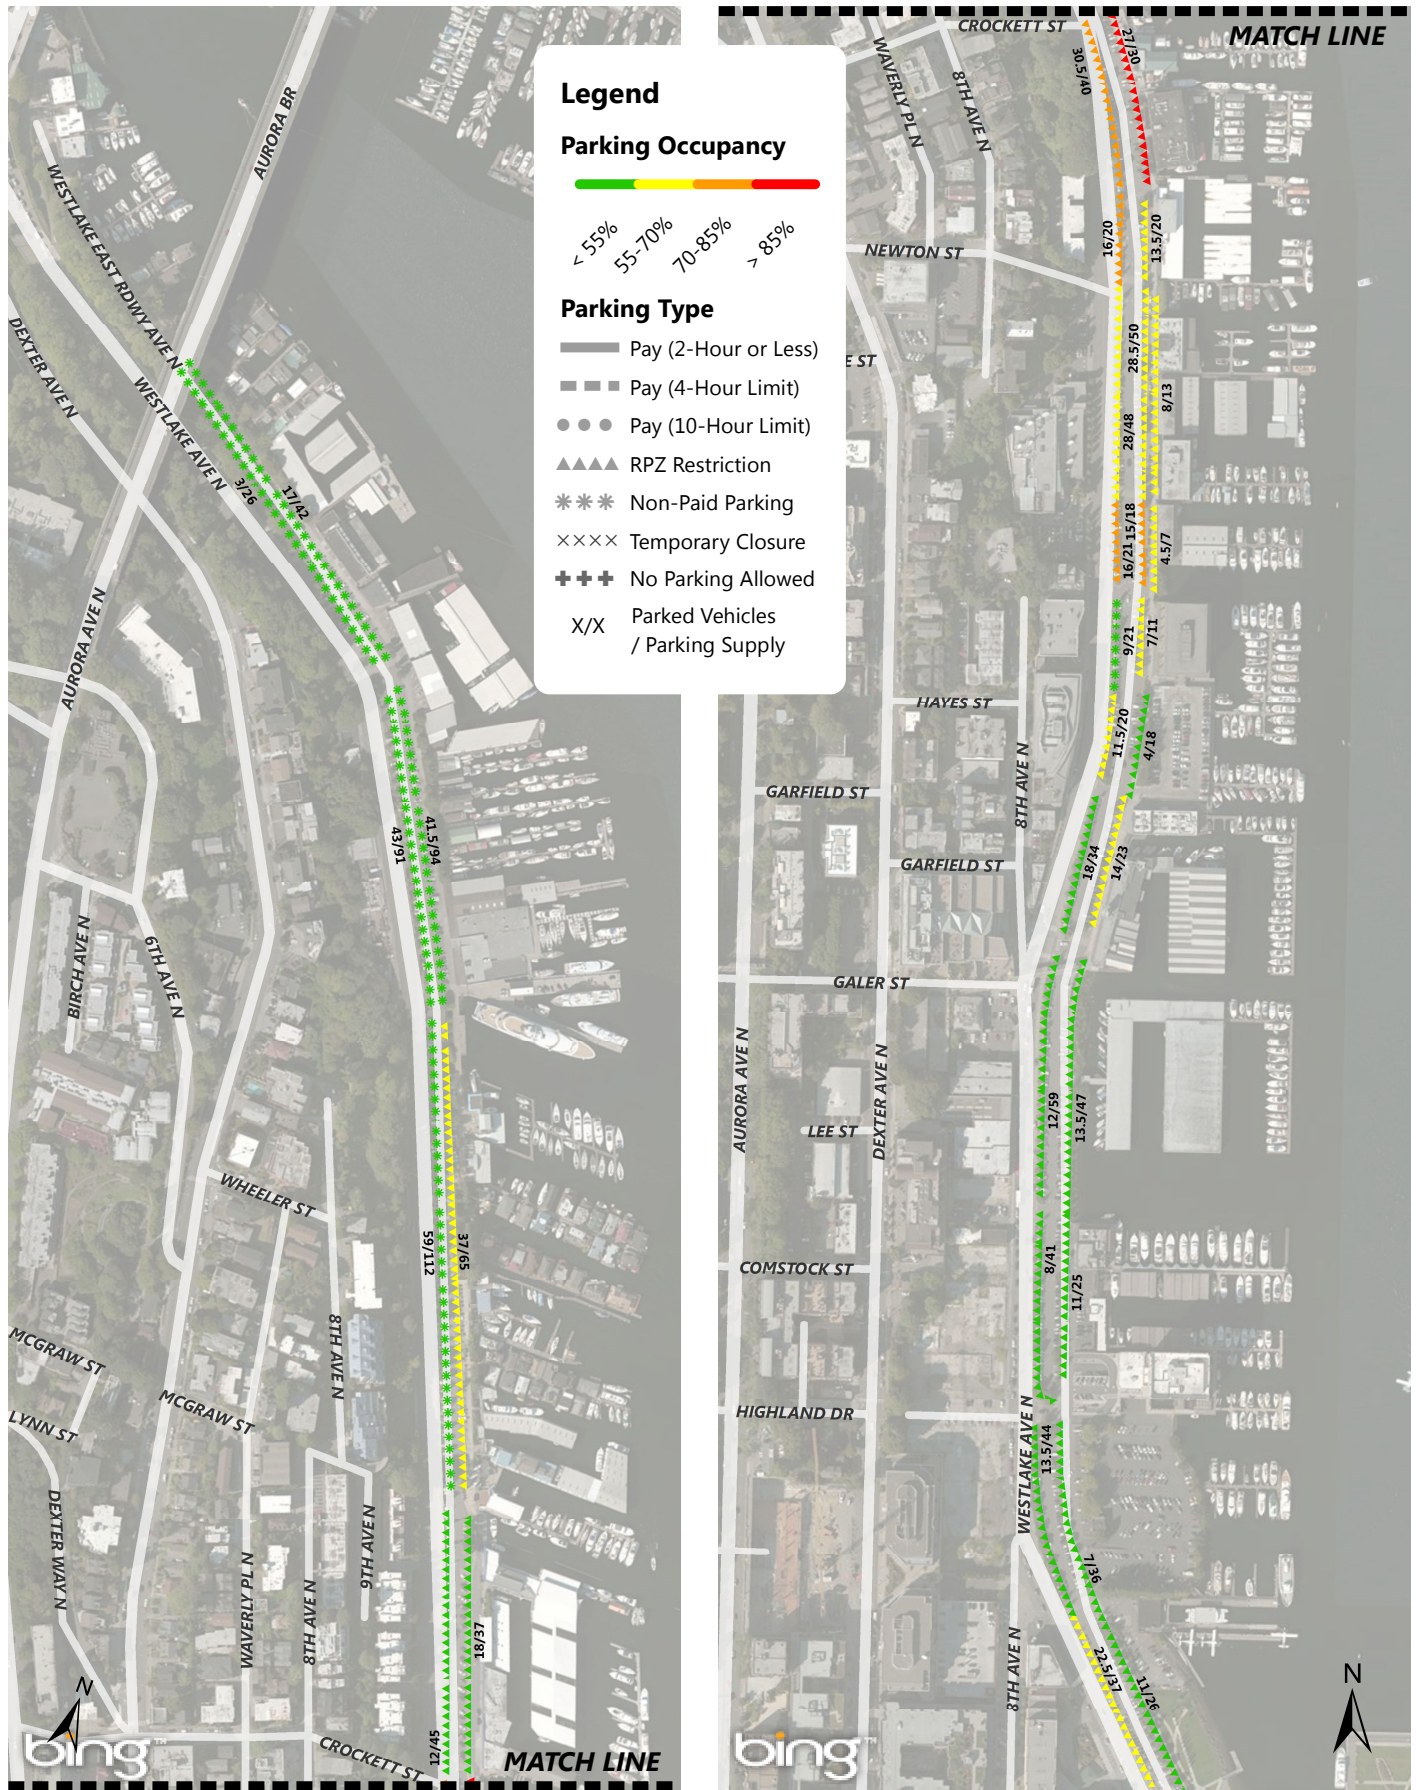 AURORA BR
WESTLAKE EAST RDWY AVE N
DEXTER AVE N
WESTLAKE AVE N
3/26
17/42
AURORA AVE N
43/91
41.5/94
BIRCH AVE N
6TH AVE N
WHEELER ST
59/112
37/65
8TH AVE N
MCGRAW ST
MCGRAW ST
LYNN ST
DEXTER WAY N
WAVERLY PL N
8TH AVE N
9TH AVE N
18/37
12/45
CROCKETT ST
N
bing™
MATCH LINE
Legend
Parking Occupancy
< 55%
55-70%
70-85%
> 85%
Parking Type
Pay (2-Hour or Less)
Pay (4-Hour Limit)
Pay (10-Hour Limit)
RPZ Restriction
Non-Paid Parking
Temporary Closure
No Parking Allowed
X/X Parked Vehicles
/ Parking Supply
MATCH LINE
CROCKETT ST
WAVERLY PL N
8TH AVE N
30.5/40
27/30
NEWTON ST
16/20
13.5/20
E ST
28.5/50
8/13
28/48
15/18
16/21
4.5/7
9/21
7/11
HAYES ST
11.5/20
4/18
8TH AVE N
GARFIELD ST
GARFIELD ST
18/34
14/23
GALER ST
AURORA AVE N
DEXTER AVE N
LEE ST
12/59
13.5/47
COMSTOCK ST
8/41
11/25
HIGHLAND DR
WESTLAKE AVE N
13.5/44
7/36
8TH AVE N
22.5/37
11/26
N
bing™